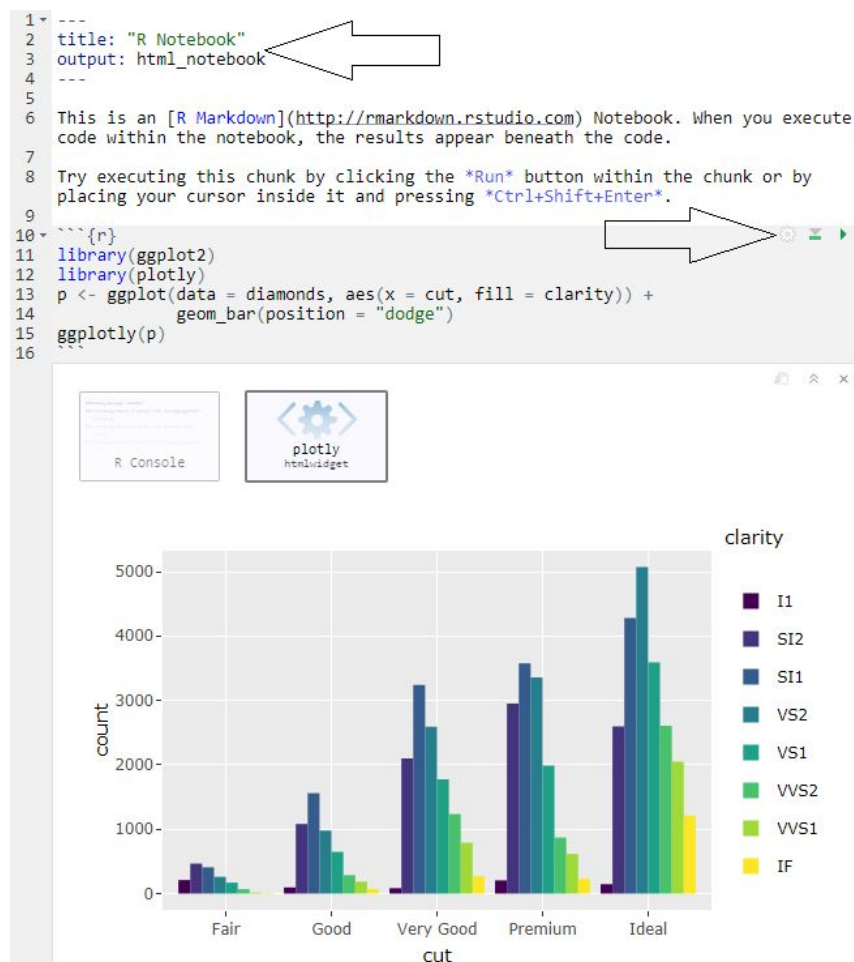 1 ---
2 title: "R Notebook"
3 output: html_notebook
4 ---
5
6 This is an [R Markdown](http://rmarkdown.rstudio.com) Notebook. When you execute
code within the notebook, the results appear beneath the code.
7
8 Try executing this chunk by clicking the *Run* button within the chunk or by
placing your cursor inside it and pressing *Ctrl+Shift+Enter*.
9
10 ```{r}
11 library(ggplot2)
12 library(plotly)
13 p <- ggplot(data = diamonds, aes(x = cut, fill = clarity)) +
14 geom_bar(position = "dodge")
15 ggplotly(p)
16 ```
R Console
plotly
htmlwidget
clarity
5000
4000
3000
2000
1000
0
count
I1
SI2
SI1
VS2
VS1
VVS2
VVS1
IF
Fair Good Very Good Premium Ideal
cut